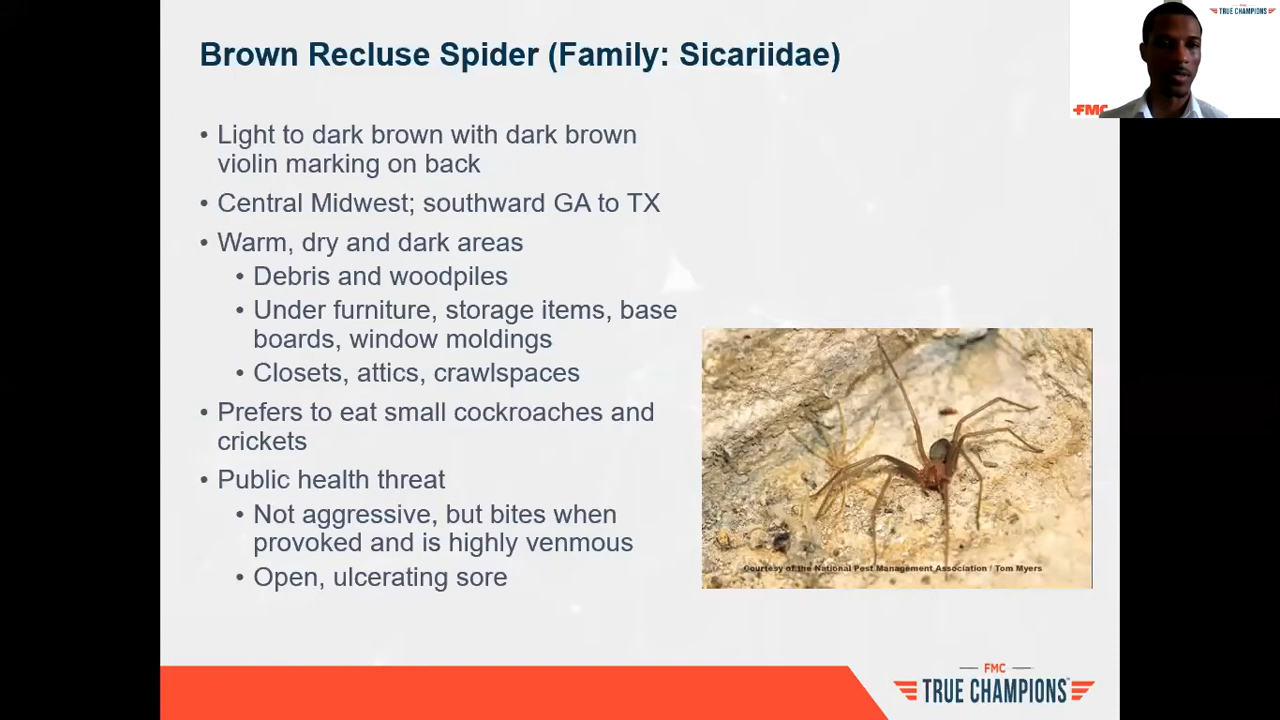 Brown Recluse Spider (Family: Sicariidae)
• Light to dark brown with dark brown
violin marking on back
• Central Midwest; southward GA to TX
• Warm, dry and dark areas
• Debris and woodpiles
• Under furniture, storage items, base
boards, window moldings
• Closets, attics, crawlspaces
• Prefers to eat small cockroaches and
crickets
• Public health threat
• Not aggressive, but bites when
provoked and is highly venmous
• Open, ulcerating sore
Courtesy of the National Pest Management Association / Tom Myers
FMC
TRUE CHAMPIONS™
FMC
TRUE CHAMPIONS
FMC